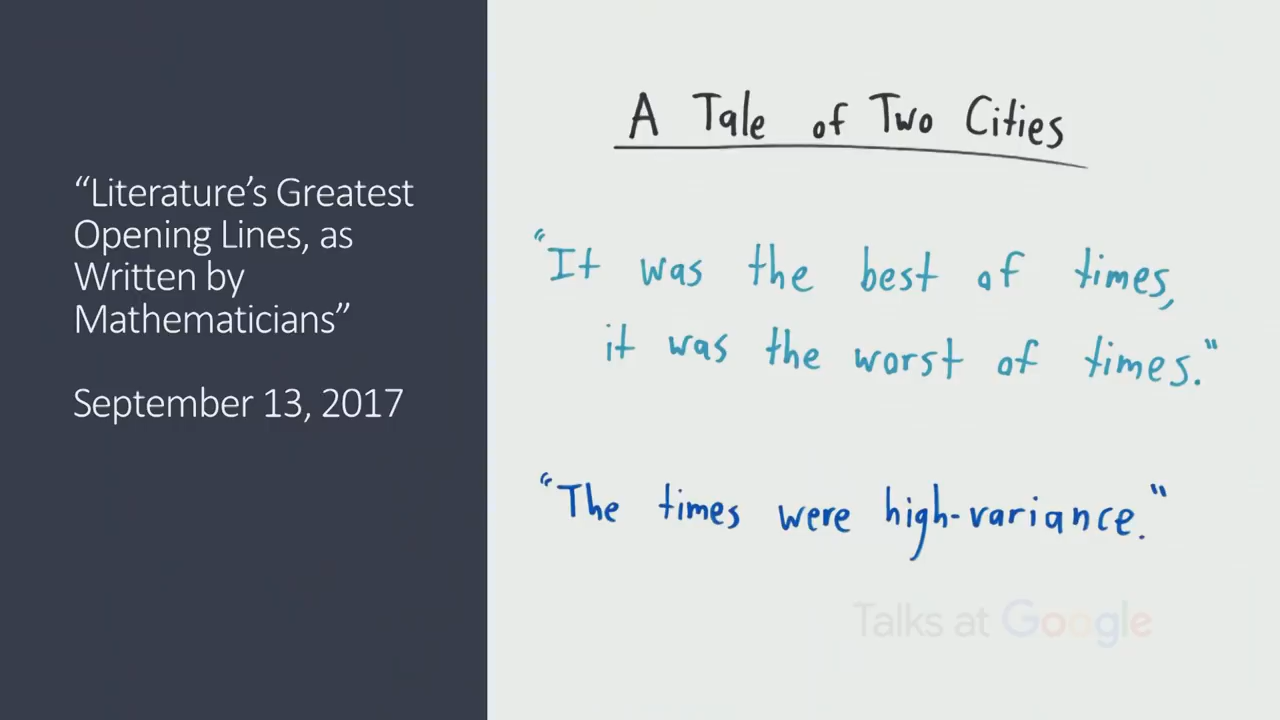 “Literature’s Greatest
Opening Lines, as
Written by
Mathematicians”
September 13, 2017
A Tale of Two Cities
“It was the best of times,
it was the worst of times.”
“The times were high-variance.”
Talks at Google